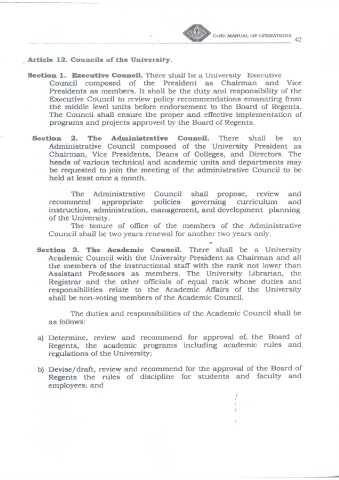 CvSU MANUAL OF OPERATIONS
42
Article 12. Councils of the University.
Section 1. Executive Council. There shall be a University Executive
Council composed of the President as Chairman and Vice
Presidents as members. It shall be the duty and responsibility of the
Executive Council to review policy recommendations emanating from
the middle level units before endorsement to the Board of Regents.
The Council shall ensure the proper and effective implementation of
programs and projects approved by the Board of Regents.
Section 2. The Administrative Council. There shall be an
Administrative Council composed of the University President as
Chairman, Vice Presidents, Deans of Colleges, and Directors. The
heads of various technical and academic units and departments may
be requested to join the meeting of the administrative Council to be
held at least once a month.
The Administrative Council shall propose, review and
recommend appropriate policies governing curriculum and
instruction, administration, management, and development planning
of the University.
The tenure of office of the members of the Administrative
Council shall be two years renewal for another two years only.
Section 3. The Academic Council. There shall be a University
Academic Council with the University President as Chairman and all
the members of the instructional staff with the rank not lower than
Assistant Professors as members. The University Librarian, the
Registrar and the other officials of equal rank whose duties and
responsibilities relate to the Academic Affairs of the University
shall be non-voting members of the Academic Council.
The duties and responsibilities of the Academic Council shall be
as follows:
a) Determine, review and recommend for approval of, the Board of
Regents, the academic programs including academic rules and
regulations of the University;
b) Devise/draft, review and recommend for the approval of the Board of
Regents the rules of discipline for students and faculty and
employees; and